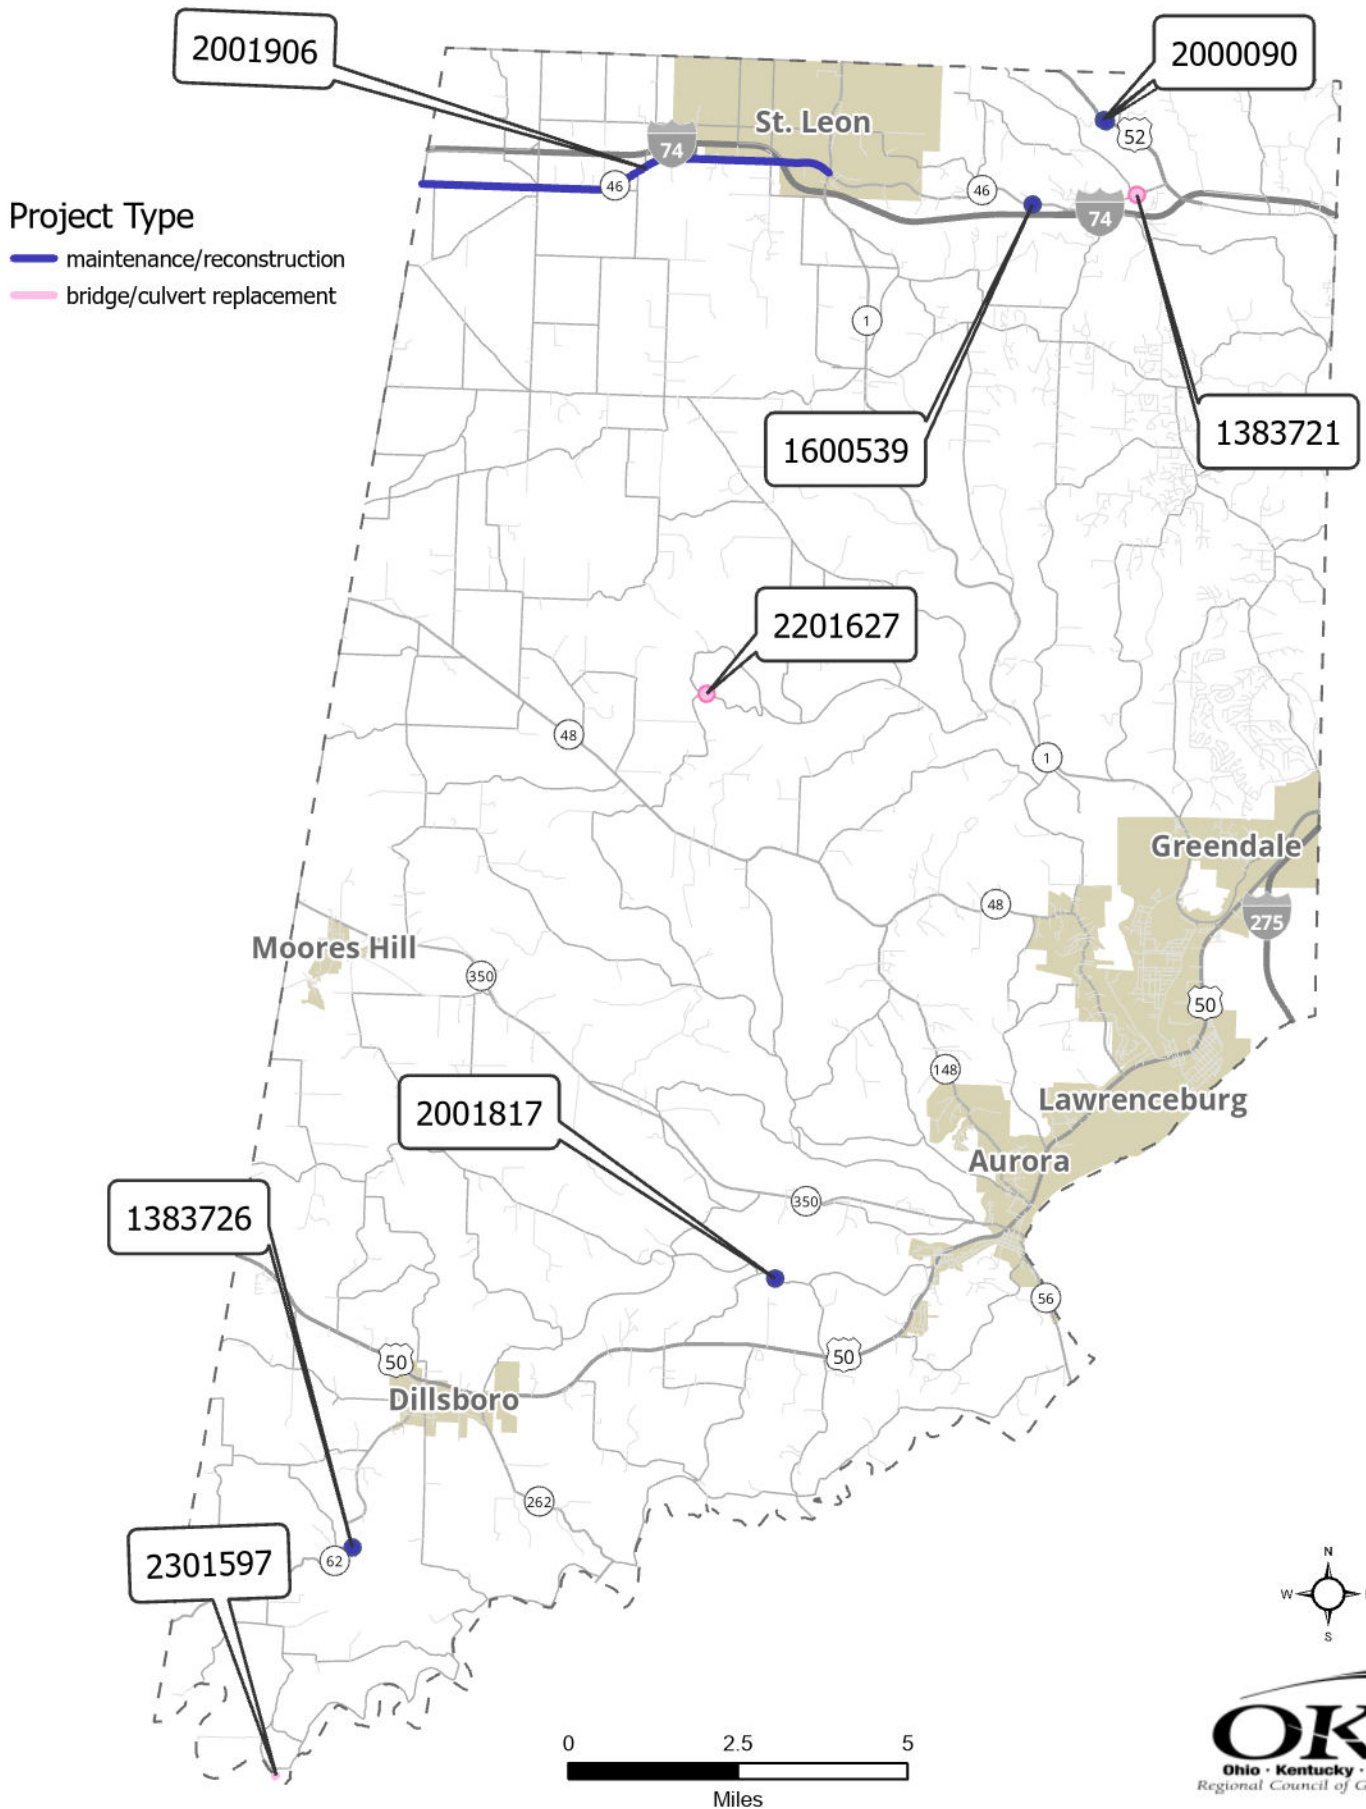 2001906
2000090
St. Leon
52
74
46
46
74
Project Type
maintenance/reconstruction
bridge/culvert replacement
1
1600539
1383721
2201627
48
1
Greendale
48
275
Moores Hill
350
50
148
Lawrenceburg
2001817
Aurora
350
1383726
56
50
50
Dillsboro
262
2301597
62
N
W
S
0 2.5 5
Miles
Ohio · Kentucky ·
Regional Council of G